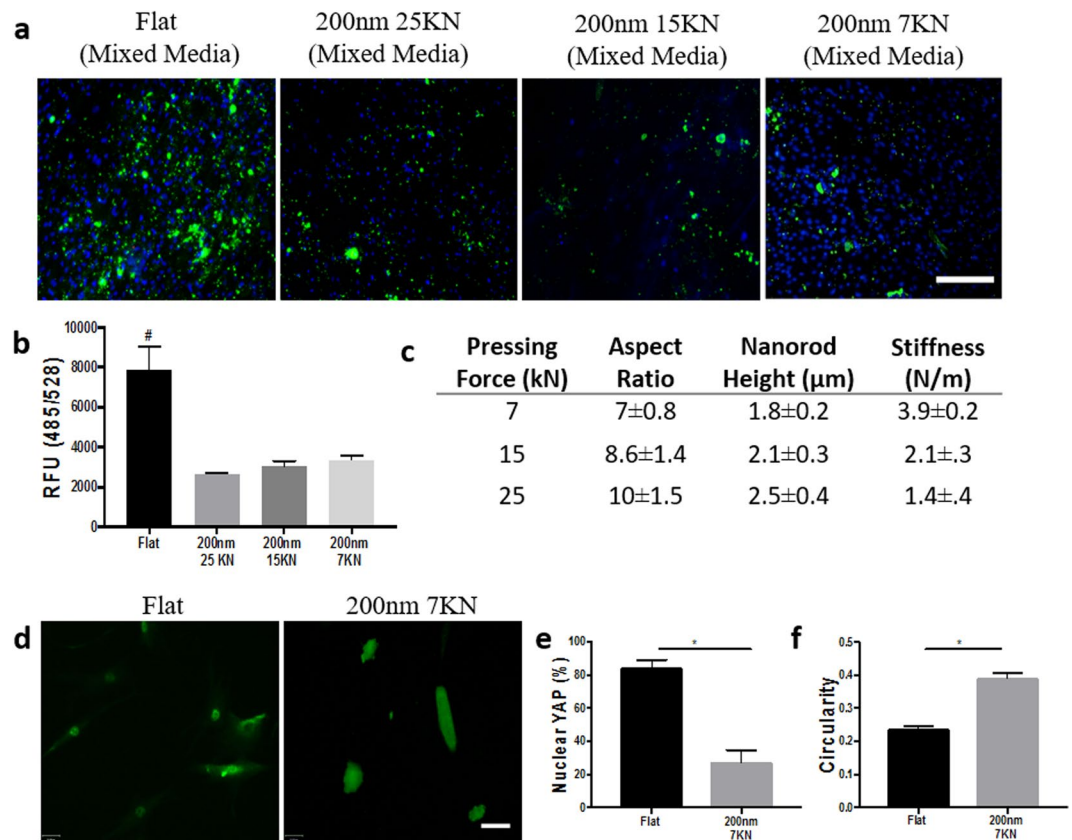 a
Flat
(Mixed Media)
200nm 25KN
(Mixed Media)
200nm 15KN
(Mixed Media)
200nm 7KN
(Mixed Media)
b
RFU (485/528)
10000
8000
6000
4000
2000
0
#
Flat
200nm
25 KN
200nm
15KN
200nm
7KN
c
Pressing Aspect Nanorod Stiffness
Force (kN) Ratio Height (µm) (N/m)
7 7±0.8 1.8±0.2 3.9±0.2
15 8.6±1.4 2.1±0.3 2.1±.3
25 10±1.5 2.5±0.4 1.4±.4
d
Flat
200nm 7KN
e
Nuclear YAP (%)
100
80
60
40
20
0
*
Flat
200nm
7KN
f
Circularity
0.5
0.4
0.3
0.2
0.1
0.0
*
Flat
200nm
7KN